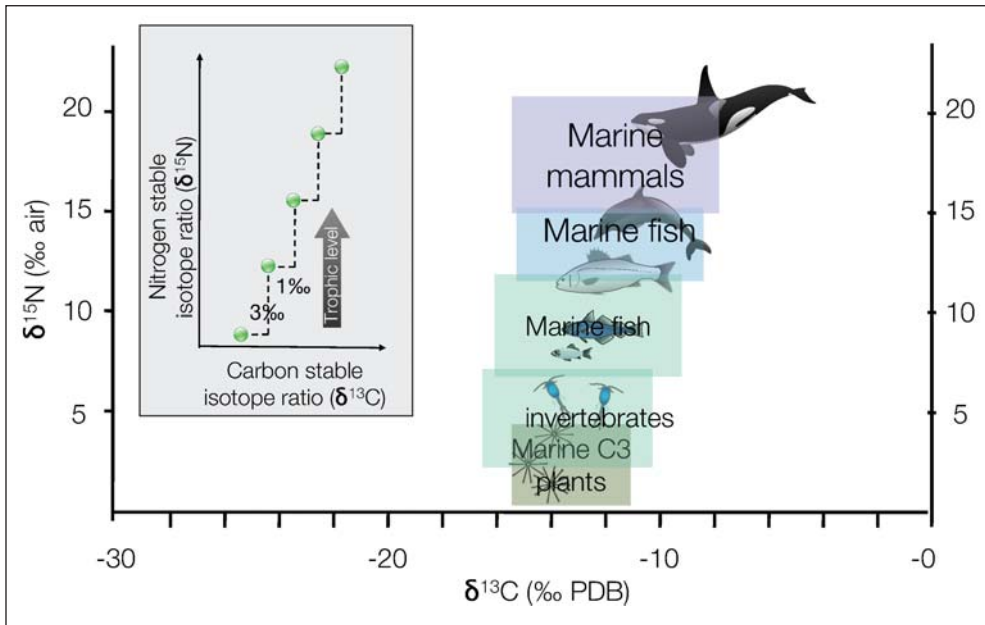 Nitrogen stable
isotope ratio (δ¹⁵N)
3‰
1‰
Trophic level
Carbon stable
isotope ratio (δ¹³C)
δ¹⁵N (‰ air)
20
15
10
5
Marine
mammals
Marine fish
Marine fish
invertebrates
Marine C3
plants
20
15
10
5
-30
-20
-10
-0
δ¹³C (‰ PDB)